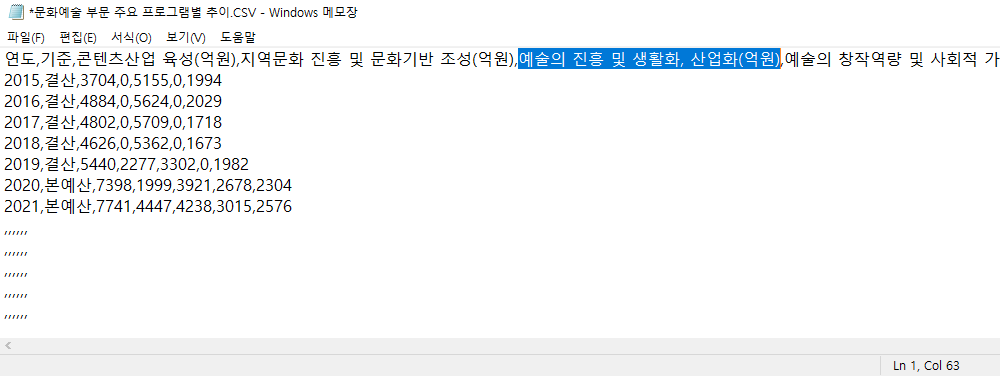 *문화예술 부문 주요 프로그램별 추이.CSV - Windows 메모장
파일(F) 편집(E) 서식(O) 보기(V) 도움말
연도,기준,콘텐츠산업 육성(억원),지역문화 진흥 및 문화기반 조성(억원),예술의 진흥 및 생활화, 산업화(억원),예술의 창작역량 및 사회적 가
2015,결산,3704,0,5155,0,1994
2016,결산,4884,0,5624,0,2029
2017,결산,4802,0,5709,0,1718
2018,결산,4626,0,5362,0,1673
2019,결산,5440,2277,3302,0,1982
2020,본예산,7398,1999,3921,2678,2304
2021,본예산,7741,4447,4238,3015,2576
,,,,,,
,,,,,,
,,,,,,
,,,,,,
,,,,,,
Ln 1, Col 63